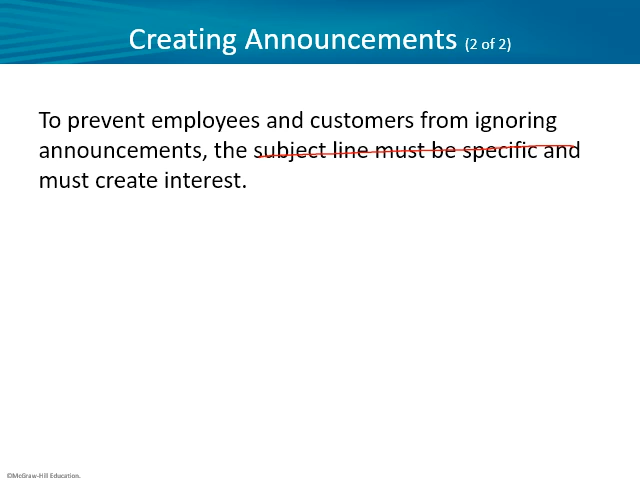 Creating Announcements (2 of 2)
To prevent employees and customers from ignoring
announcements, the subject line must be specific and
must create interest.
©McGraw-Hill Education.